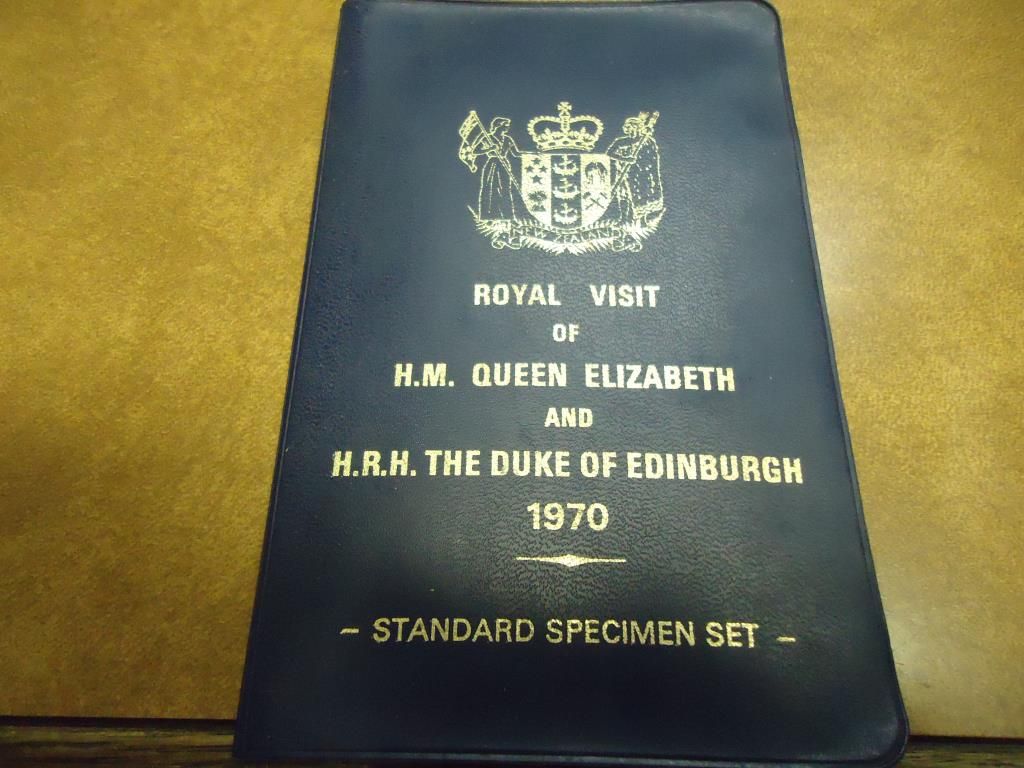 NEW ZEALAND
ROYAL VISIT
OF
H.M. QUEEN ELIZABETH
AND
H.R.H. THE DUKE OF EDINBURGH
1970
- STANDARD SPECIMEN SET -